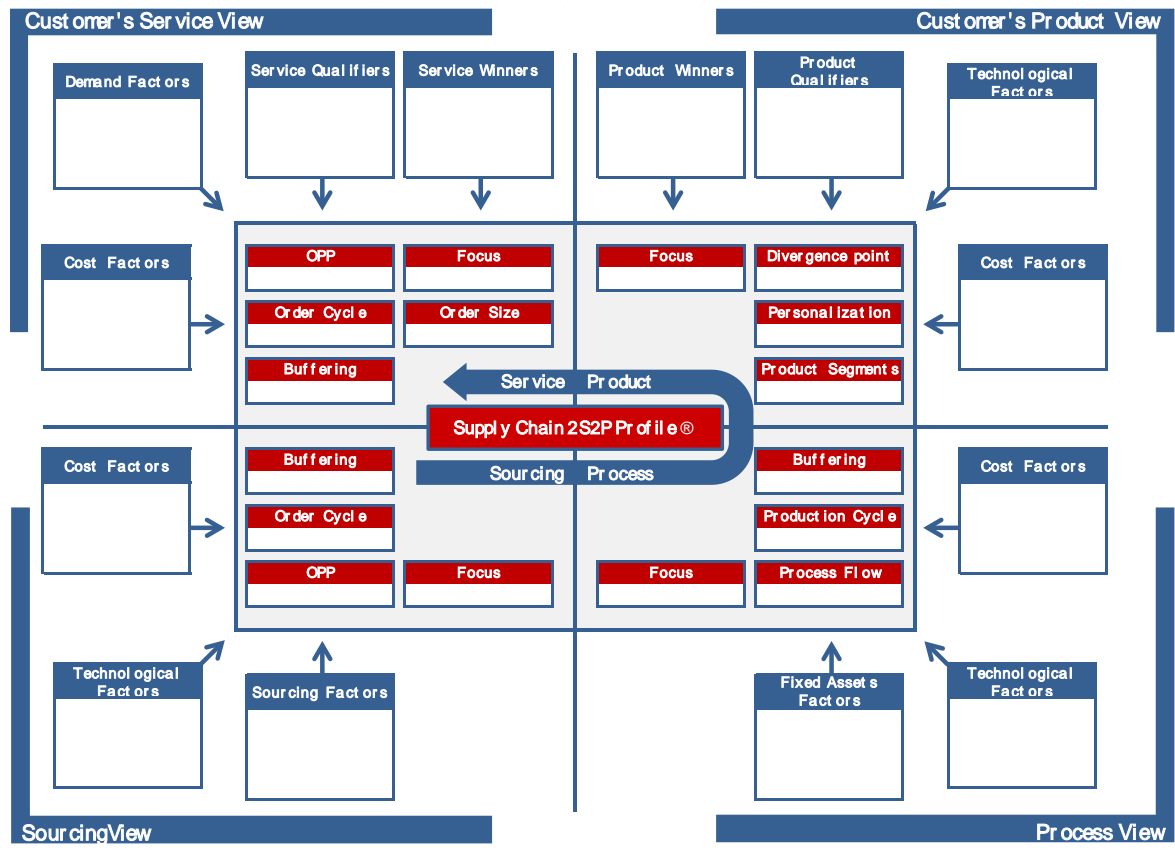 Customer's Service View
Customer's Product View
Demand Factors
Service Qualifiers
Service Winners
Product Winners
Product
Qualifiers
Technological
Factors
Cost Factors
OPP
Focus
Focus
Divergence point
Cost Factors
Order Cycle
Order Size
Personalization
Buffering
Product Segments
Service Product
Supply Chain 2S2P Profile®
Sourcing Process
Cost Factors
Buffering
Buffering
Cost Factors
Order Cycle
Production Cycle
OPP
Focus
Focus
Process Flow
Technological
Factors
Sourcing Factors
Fixed Assets
Factors
Technological
Factors
SourcingView
Process View